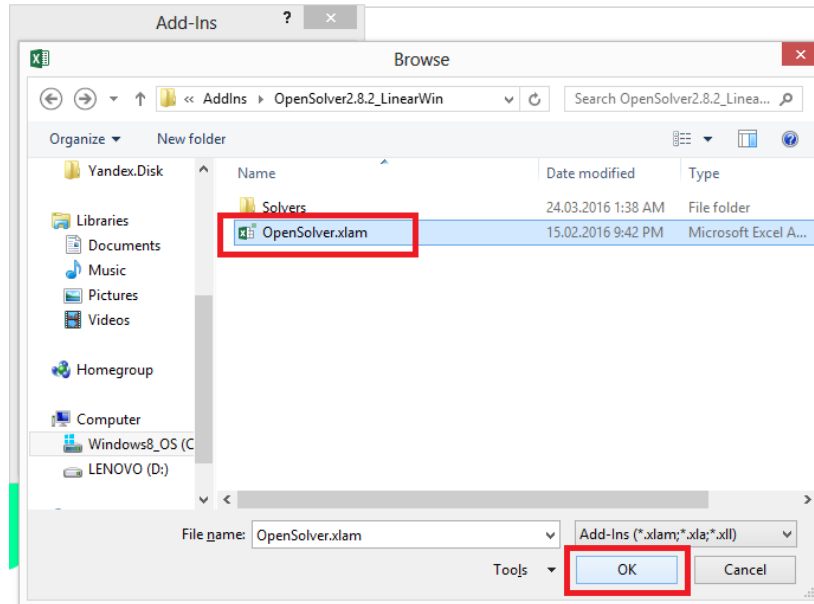 Add-Ins ?
Browse
« AddIns OpenSolver2.8.2_LinearWin Search OpenSolver2.8.2_Linea...
Organize New folder
Yandex.Disk
Libraries
Documents
Music
Pictures
Videos
Homegroup
Computer
Windows8_OS (C
LENOVO (D:)
Name Date modified Type
Solvers 24.03.2016 1:38 AM File folder
OpenSolver.xlam 15.02.2016 9:42 PM Microsoft Excel A...
File name: OpenSolver.xlam Add-Ins (*.xlam;*.xla;*.xll)
Tools OK Cancel